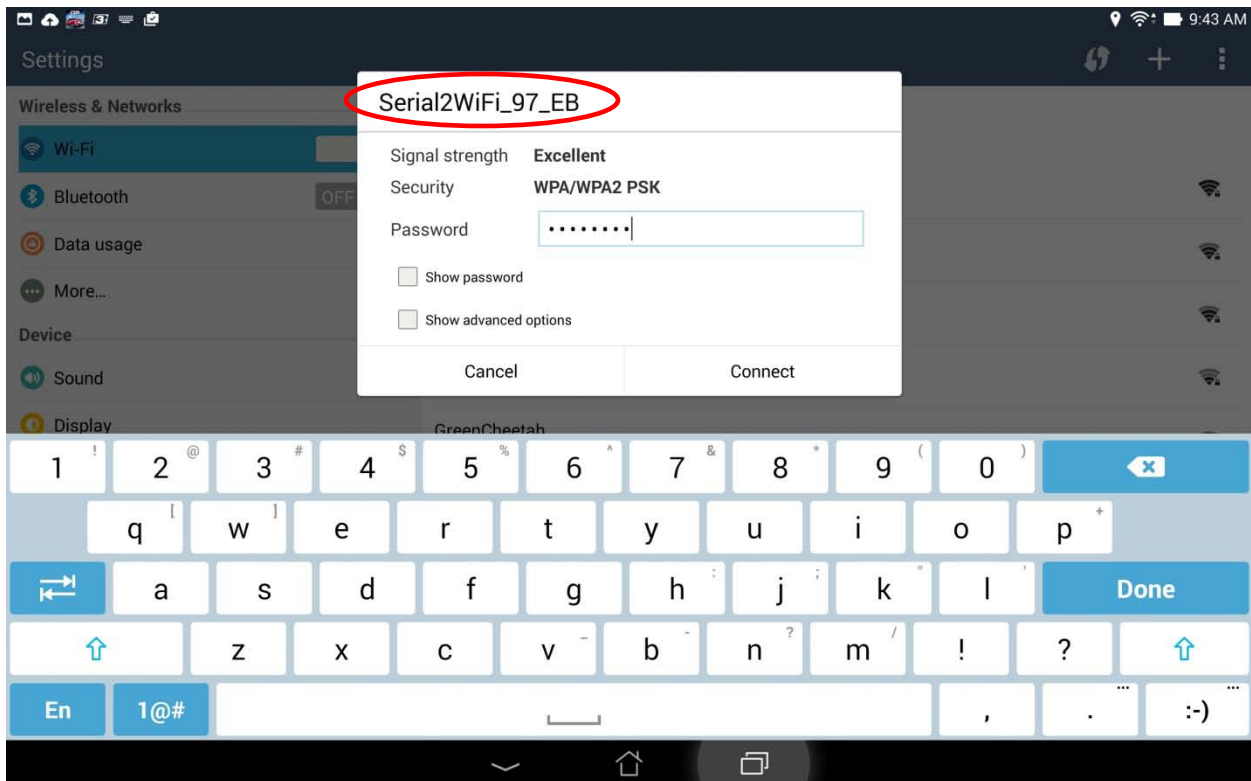 9:43 AM
Settings
Wireless & Networks
Wi-Fi
Bluetooth
OFF
Data usage
More...
Device
Sound
Display
Serial2WiFi_97_EB
Signal strength Excellent
Security WPA/WPA2 PSK
Password ••••••••
Show password
Show advanced options
Cancel Connect
GreenCheetah
1 ! 2 @ 3 # 4 $ 5 % 6 ^ 7 & 8 * 9 ( 0 )
q [ w ] e r t y u i o p +
a s d f g h : j ; k " l ' Done
z x c v _ b - n ? m / ! ?
En 1@# , . ... :-) ...